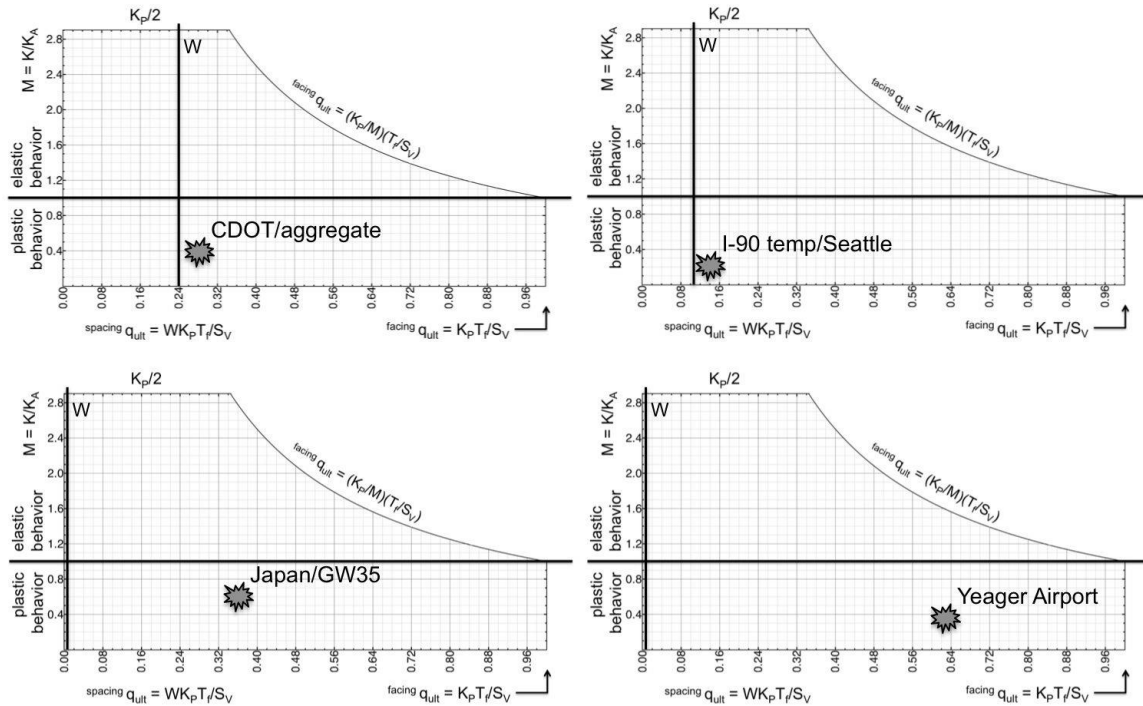 K_P/2
W
M = K/K_A
elastic behavior
plastic behavior
2.8
2.4
2.0
1.6
1.2
0.8
0.4
facing q_ult = (K_P/M)(T_f/S_V)
CDOT/aggregate
0.00 0.08 0.16 0.24 0.32 0.40 0.48 0.56 0.64 0.72 0.80 0.88 0.96
spacing q_ult = WK_PT_f/S_V
facing q_ult = K_PT_f/S_V
K_P/2
W
M = K/K_A
elastic behavior
plastic behavior
2.8
2.4
2.0
1.6
1.2
0.8
0.4
facing q_ult = (K_P/M)(T_f/S_V)
I-90 temp/Seattle
0.00 0.08 0.16 0.24 0.32 0.40 0.48 0.56 0.64 0.72 0.80 0.88 0.96
spacing q_ult = WK_PT_f/S_V
facing q_ult = K_PT_f/S_V
K_P/2
W
M = K/K_A
elastic behavior
plastic behavior
2.8
2.4
2.0
1.6
1.2
0.8
0.4
facing q_ult = (K_P/M)(T_f/S_V)
Japan/GW35
0.00 0.08 0.16 0.24 0.32 0.40 0.48 0.56 0.64 0.72 0.80 0.88 0.96
spacing q_ult = WK_PT_f/S_V
facing q_ult = K_PT_f/S_V
K_P/2
W
M = K/K_A
elastic behavior
plastic behavior
2.8
2.4
2.0
1.6
1.2
0.8
0.4
facing q_ult = (K_P/M)(T_f/S_V)
Yeager Airport
0.00 0.08 0.16 0.24 0.32 0.40 0.48 0.56 0.64 0.72 0.80 0.88 0.96
spacing q_ult = WK_PT_f/S_V
facing q_ult = K_PT_f/S_V